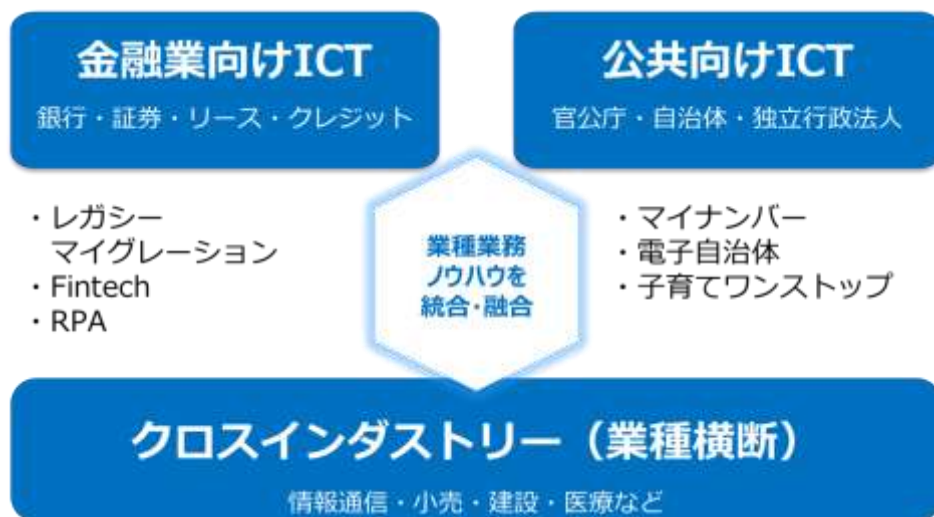 金融業向けICT
銀行・証券・リース・クレジット
公共向けICT
官公庁・自治体・独立行政法人
・レガシー
マイグレーション
・Fintech
・RPA
業種業務
ノウハウを
統合・融合
・マイナンバー
・電子自治体
・子育てワンストップ
クロスインダストリー（業種横断）
情報通信・小売・建設・医療など